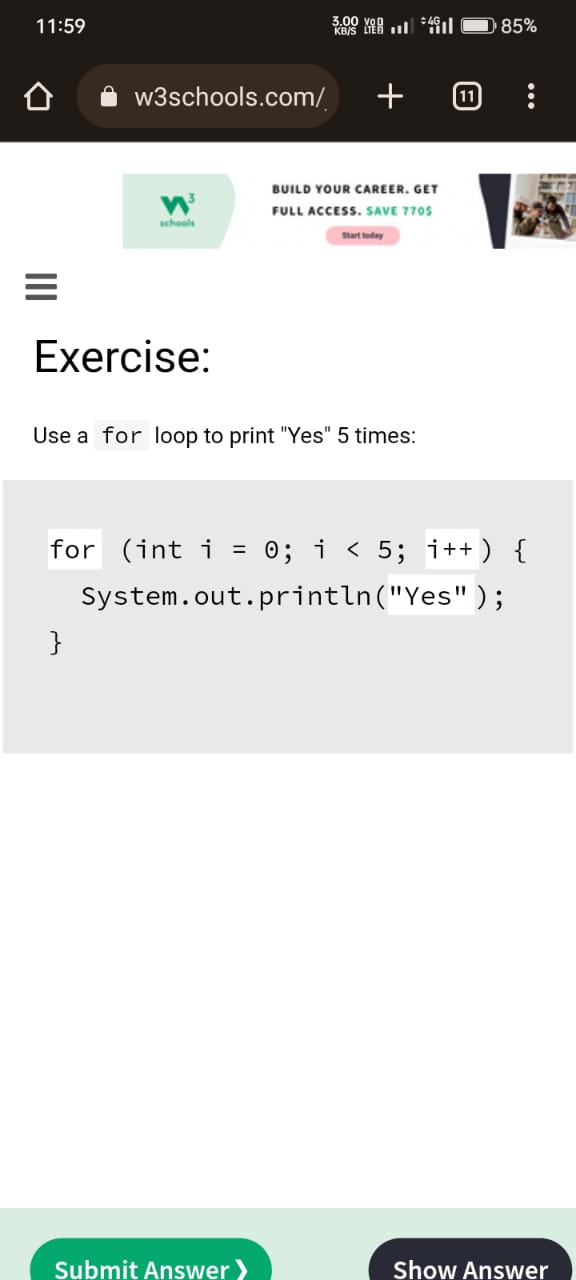 11:59 3.00 KB/S VoD LTE 4G 85%
w3schools.com/ + 11
BUILD YOUR CAREER. GET
FULL ACCESS. SAVE 770$
w3 schools
Start today
Exercise:
Use a for loop to print "Yes" 5 times:
for (int i = 0; i < 5; i++) {
System.out.println("Yes");
}
Submit Answer ❯ Show Answer